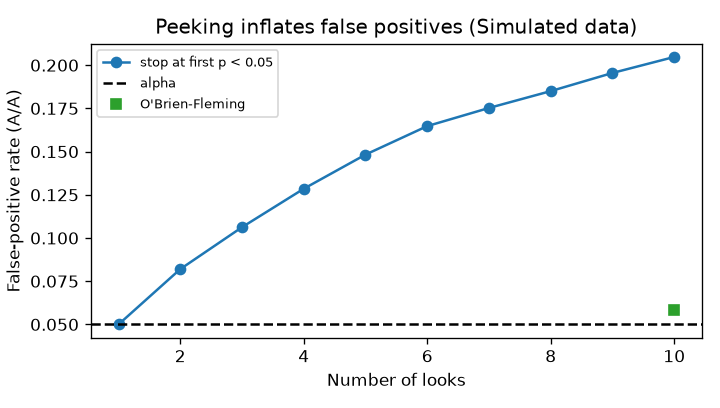 Peeking inflates false positives (Simulated data)
stop at first p < 0.05
alpha
O'Brien-Fleming
False-positive rate (A/A)
0.200
0.175
0.150
0.125
0.100
0.075
0.050
2 4 6 8 10
Number of looks